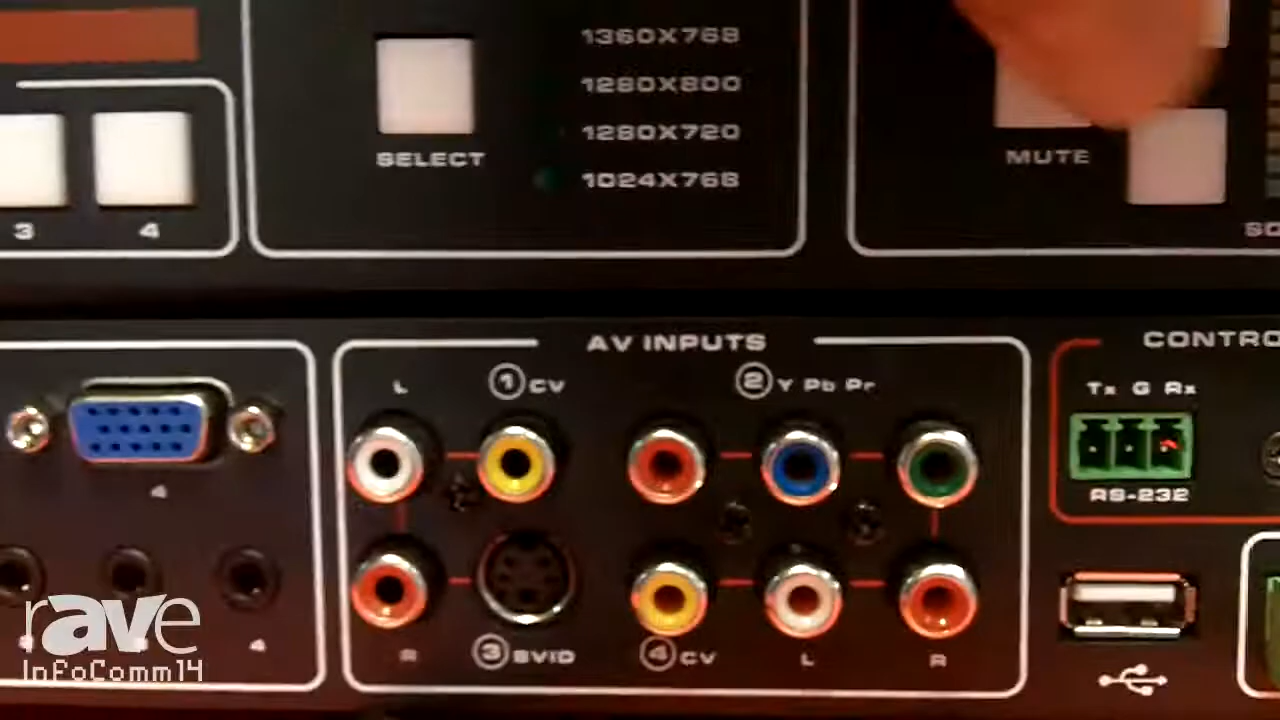 1360X768
1280X800
1280X720
1024X768
SELECT
MUTE
3
4
AV INPUTS
L
1 CV
2 Y Pb Pr
Tx G Rx
4
RS-232
4
R
3 SVID
4 CV
L
R
rAVe
InFoComm14